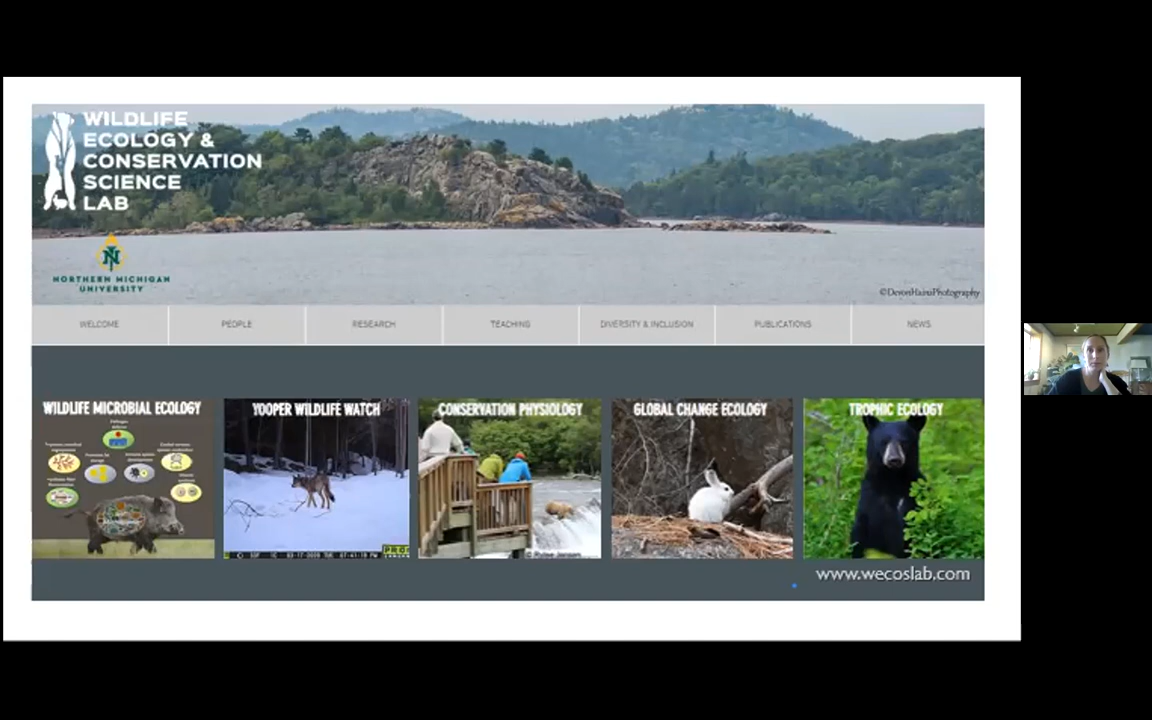 WILDLIFE
ECOLOGY &
CONSERVATION
SCIENCE
LAB
NORTHERN MICHIGAN
UNIVERSITY
©DevonHainsPhotography
WELCOME
PEOPLE
RESEARCH
TEACHING
DIVERSITY & INCLUSION
PUBLICATIONS
NEWS
WILDLIFE MICROBIAL ECOLOGY
YOOPER WILDLIFE WATCH
CONSERVATION PHYSIOLOGY
GLOBAL CHANGE ECOLOGY
TROPHIC ECOLOGY
www.wecoslab.com